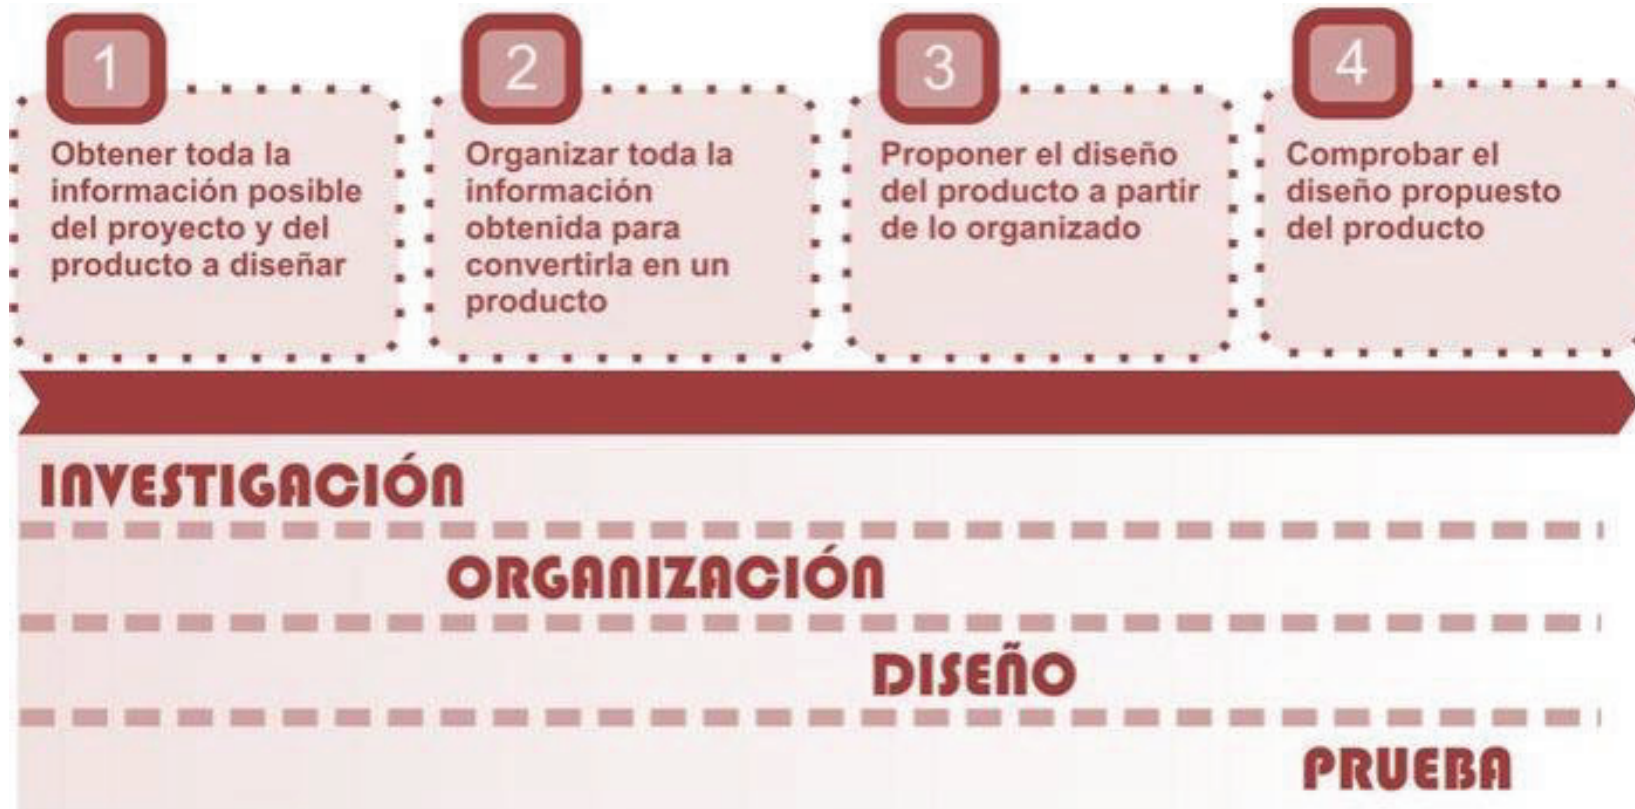 1
Obtener toda la
información posible
del proyecto y del
producto a diseñar
2
Organizar toda la
información
obtenida para
convertirla en un
producto
3
Proponer el diseño
del producto a partir
de lo organizado
4
Comprobar el
diseño propuesto
del producto
INVESTIGACIÓN
ORGANIZACIÓN
DISEÑO
PRUEBA